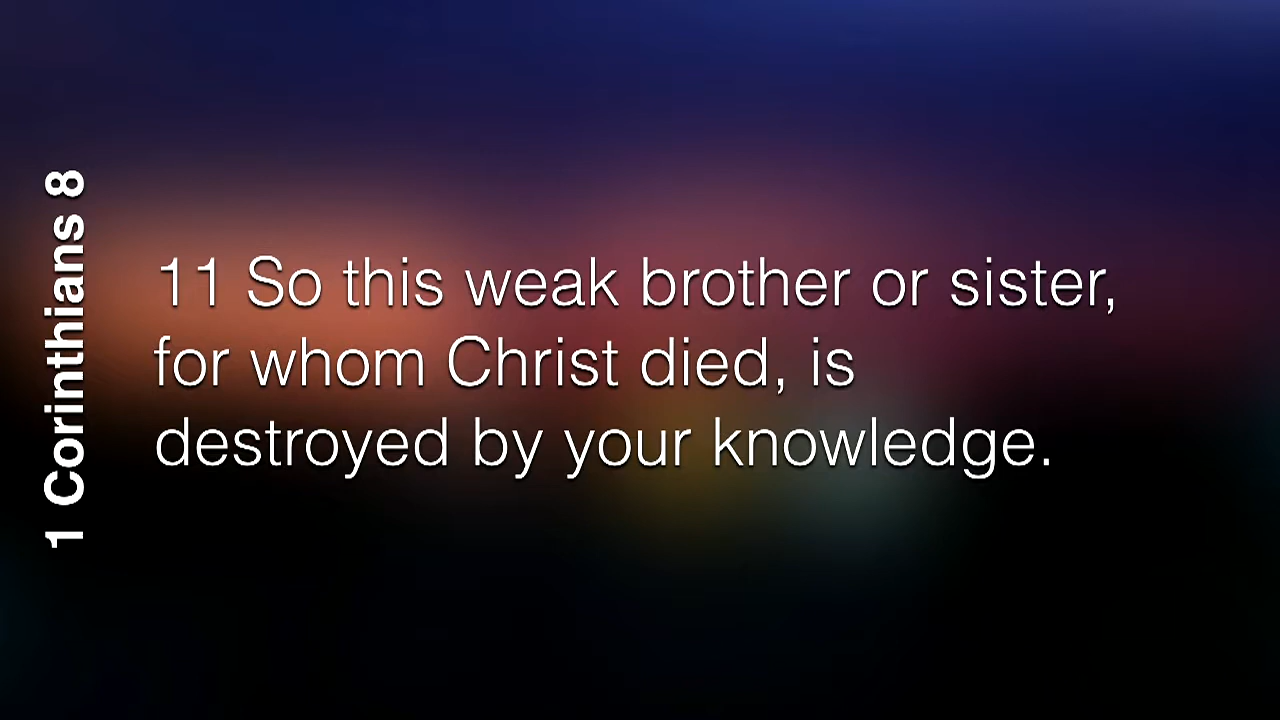 1 Corinthians 8
11 So this weak brother or sister,
for whom Christ died, is
destroyed by your knowledge.